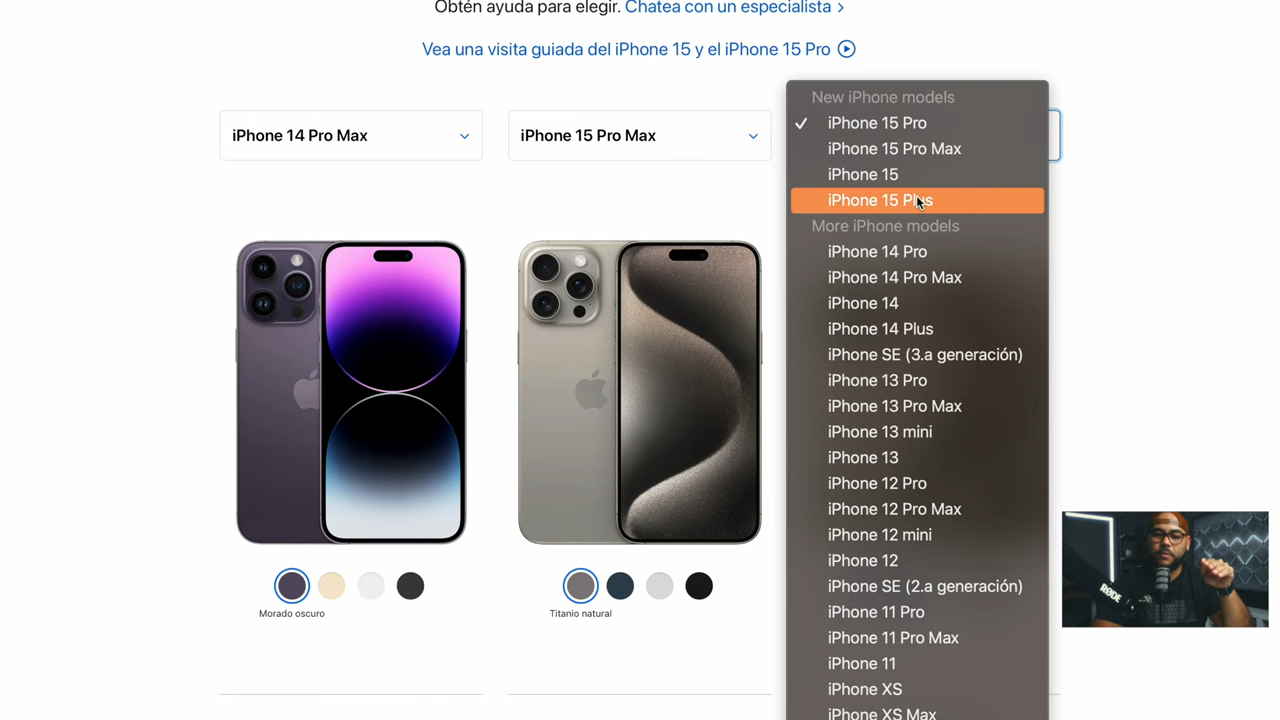 Obtén ayuda para elegir. Chatea con un especialista >
Vea una visita guiada del iPhone 15 y el iPhone 15 Pro
iPhone 14 Pro Max
iPhone 15 Pro Max
New iPhone models
✓ iPhone 15 Pro
iPhone 15 Pro Max
iPhone 15
iPhone 15 Plus
More iPhone models
iPhone 14 Pro
iPhone 14 Pro Max
iPhone 14
iPhone 14 Plus
iPhone SE (3.a generación)
iPhone 13 Pro
iPhone 13 Pro Max
iPhone 13 mini
iPhone 13
iPhone 12 Pro
iPhone 12 Pro Max
iPhone 12 mini
iPhone 12
iPhone SE (2.a generación)
iPhone 11 Pro
iPhone 11 Pro Max
iPhone 11
iPhone XS
iPhone XS Max
Morado oscuro
Titanio natural
RØDE